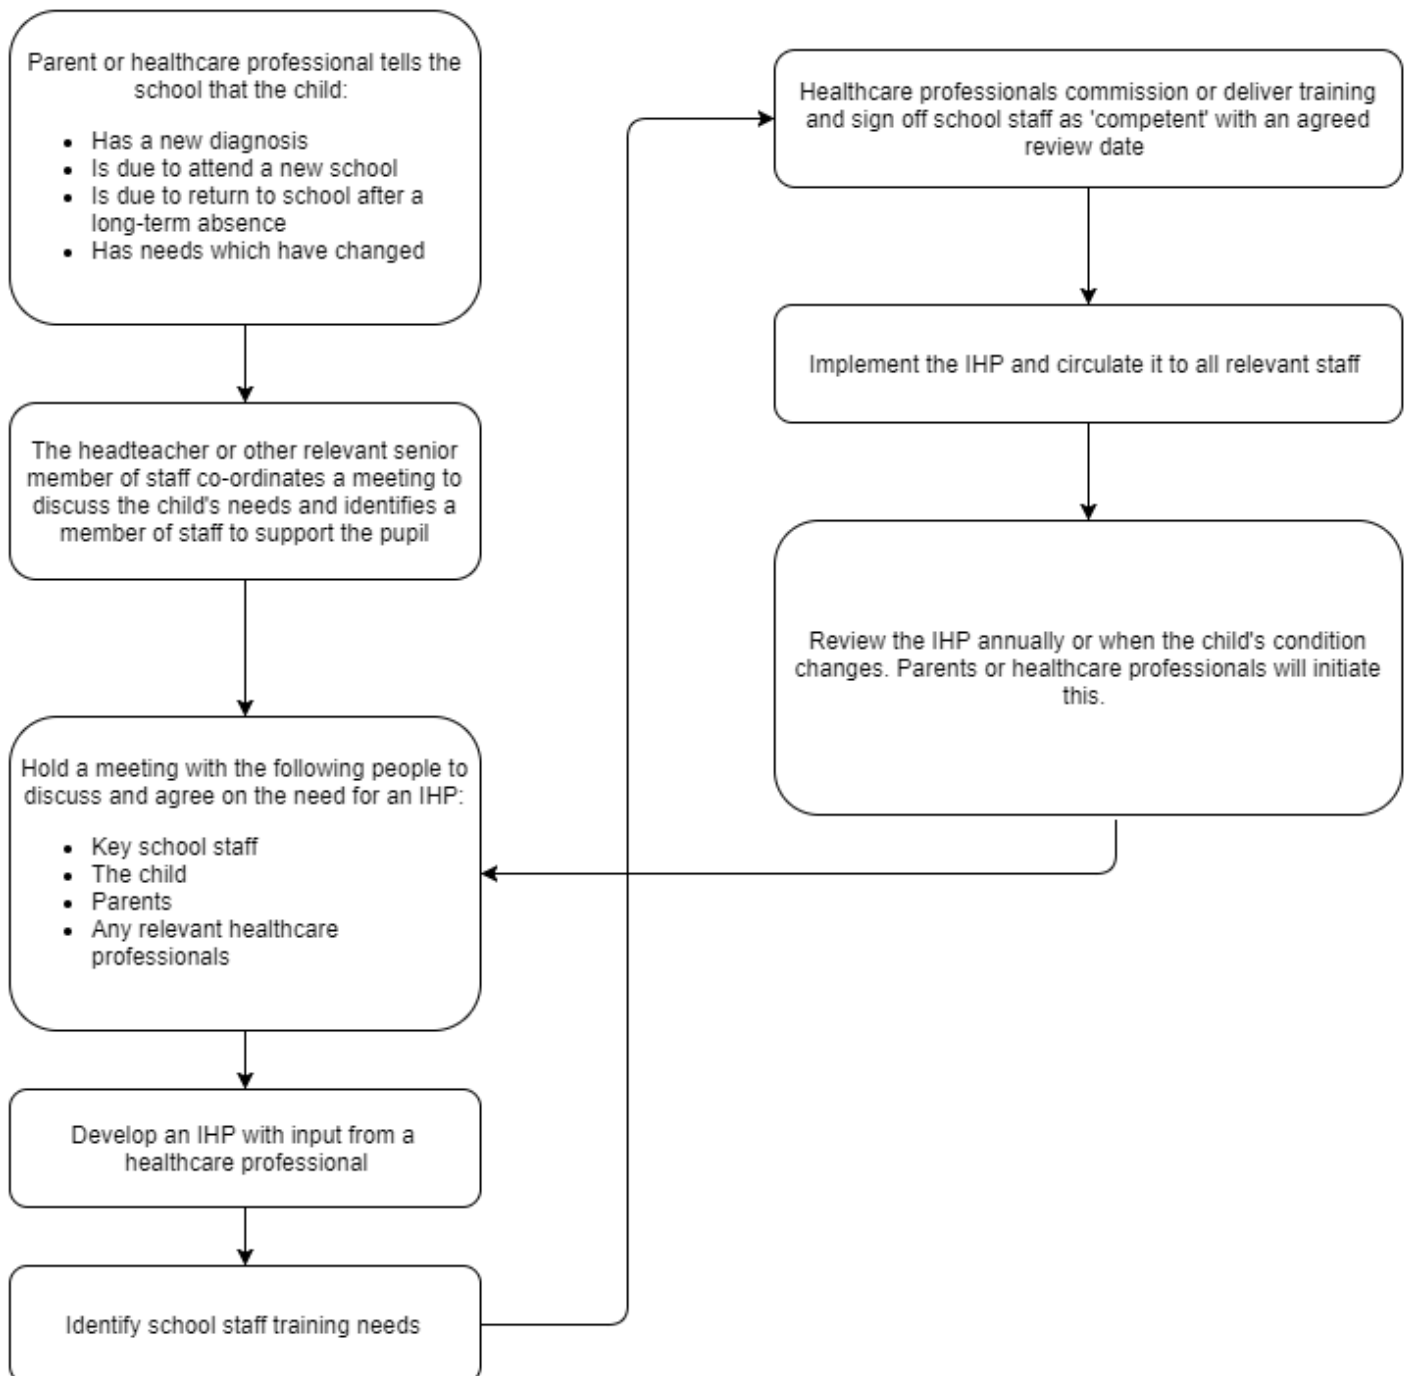 Parent or healthcare professional tells the
school that the child:
• Has a new diagnosis
• Is due to attend a new school
• Is due to return to school after a
long-term absence
• Has needs which have changed
The headteacher or other relevant senior
member of staff co-ordinates a meeting to
discuss the child's needs and identifies a
member of staff to support the pupil
Hold a meeting with the following people to
discuss and agree on the need for an IHP:
• Key school staff
• The child
• Parents
• Any relevant healthcare
professionals
Develop an IHP with input from a
healthcare professional
Identify school staff training needs
Healthcare professionals commission or deliver training
and sign off school staff as 'competent' with an agreed
review date
Implement the IHP and circulate it to all relevant staff
Review the IHP annually or when the child's condition
changes. Parents or healthcare professionals will initiate
this.